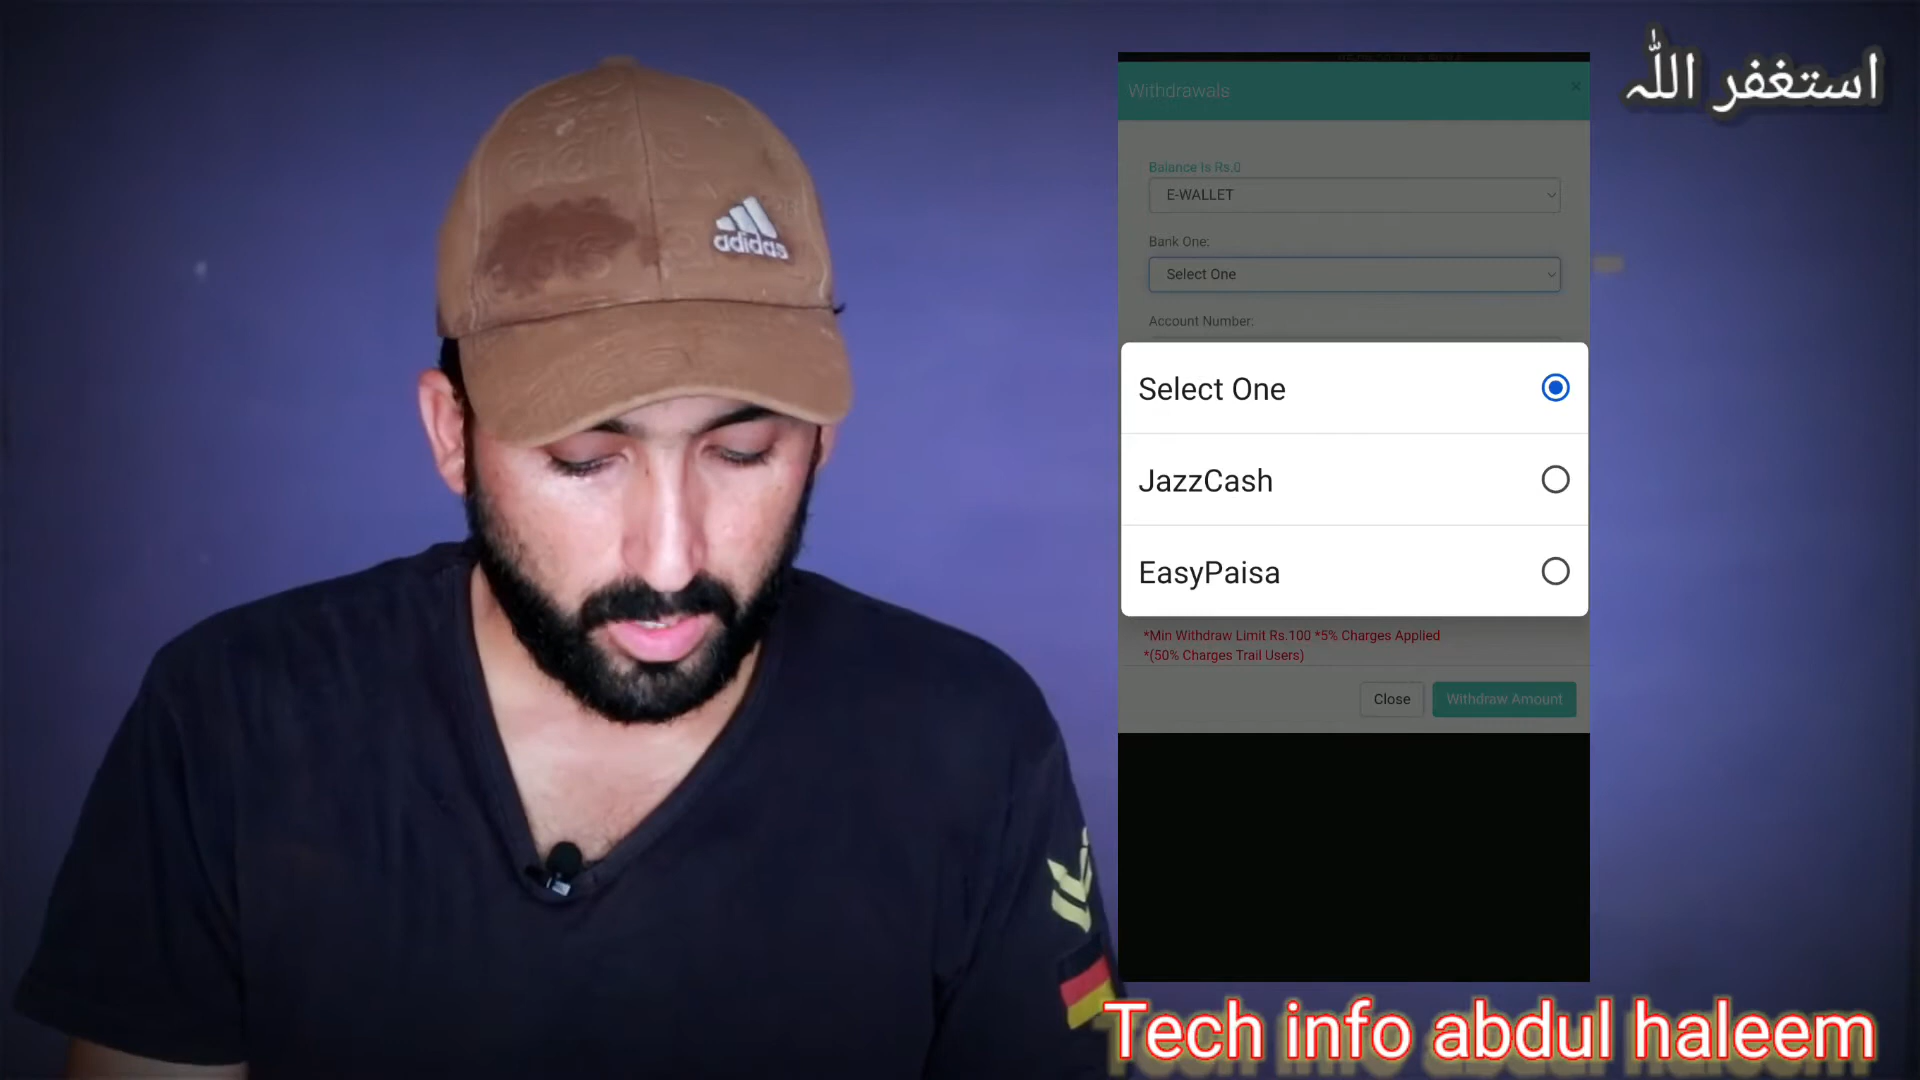 استغفر اللّٰہ
adidas
Withdrawals
×
Balance Is Rs.0
E-WALLET
Bank One:
Select One
Account Number:
Select One
JazzCash
EasyPaisa
*Min Withdraw Limit Rs.100 *5% Charges Applied
*(50% Charges Trail Users)
Close
Withdraw Amount
Tech info abdul haleem